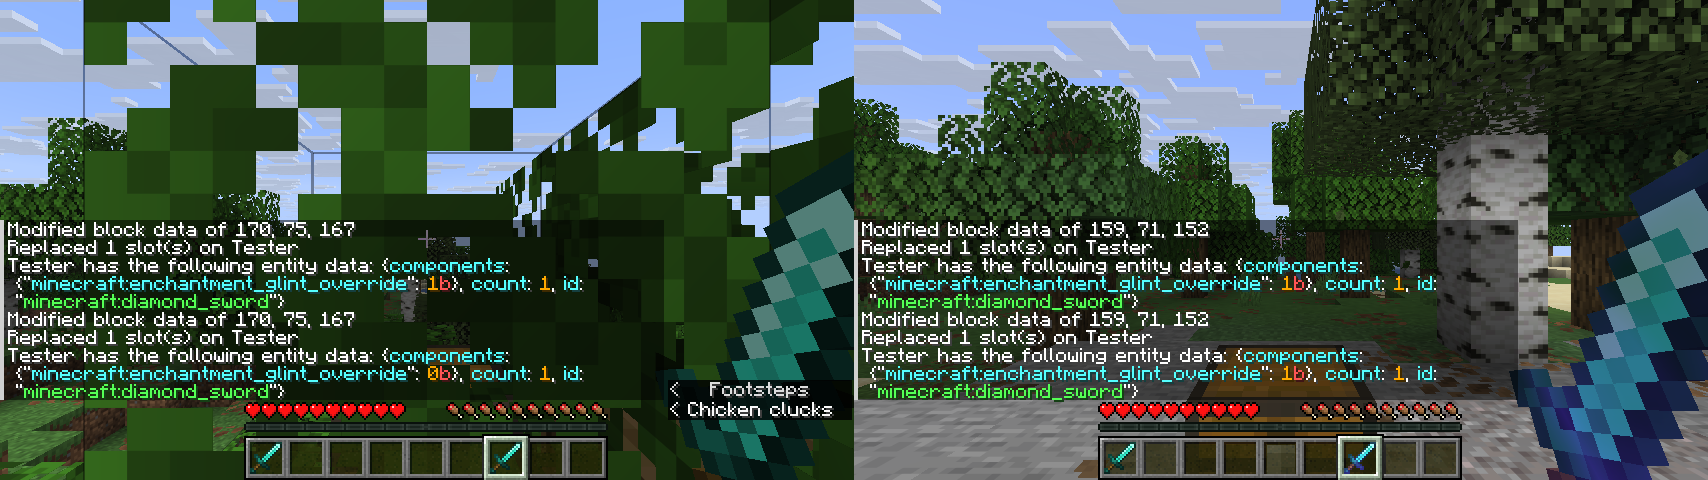 Modified block data of 170, 75, 167
Replaced 1 slot(s) on Tester
Tester has the following entity data: {components:
{"minecraft:enchantment_glint_override": 1b}, count: 1, id:
"minecraft:diamond_sword"}
Modified block data of 170, 75, 167
Replaced 1 slot(s) on Tester
Tester has the following entity data: {components:
{"minecraft:enchantment_glint_override": 0b}, count: 1, id:
"minecraft:diamond_sword"}
< Footsteps
< Chicken clucks
Modified block data of 159, 71, 152
Replaced 1 slot(s) on Tester
Tester has the following entity data: {components:
{"minecraft:enchantment_glint_override": 1b}, count: 1, id:
"minecraft:diamond_sword"}
Modified block data of 159, 71, 152
Replaced 1 slot(s) on Tester
Tester has the following entity data: {components:
{"minecraft:enchantment_glint_override": 1b}, count: 1, id:
"minecraft:diamond_sword"}